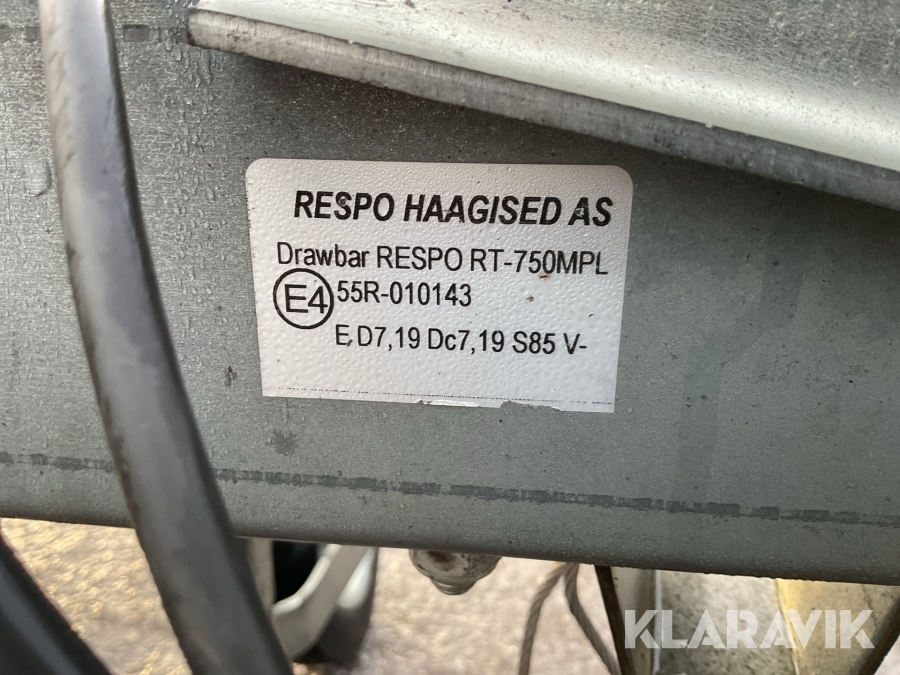 RESPO HAAGISED AS
Drawbar RESPO RT-750MPL
E4 55R-010143
E, D7,19 Dc7,19 S85 V-
KLARAVIK